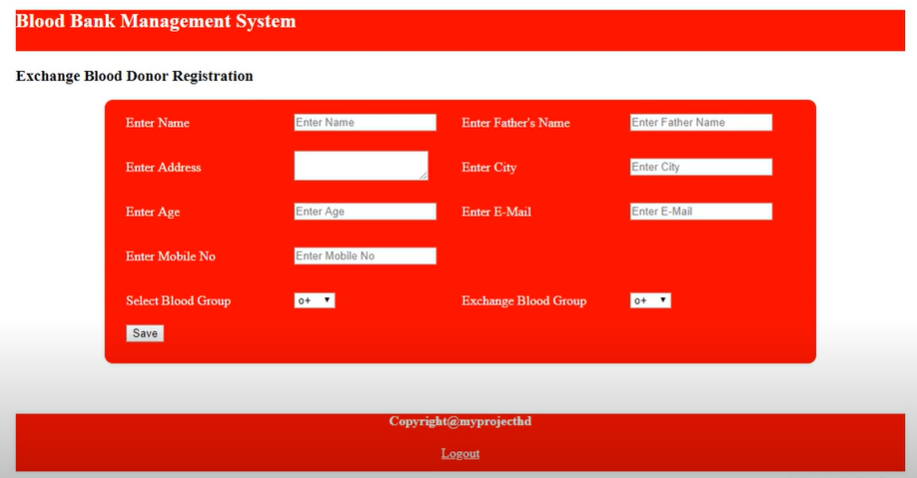 Blood Bank Management System
Exchange Blood Donor Registration
Enter Name Enter Name Enter Father's Name Enter Father Name
Enter Address Enter City Enter City
Enter Age Enter Age Enter E-Mail Enter E-Mail
Enter Mobile No Enter Mobile No
Select Blood Group o+ Exchange Blood Group o+
Save
Copyright@myprojecthd
Logout